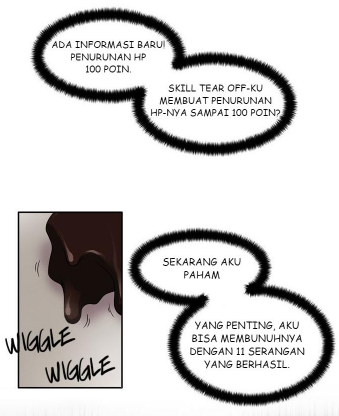 ADA INFORMASI BARU!
PENURUNAN HP
100 POIN.
SKILL TEAR OFF-KU
MEMBUAT PENURUNAN
HP-NYA SAMPAI 100 POIN?
SEKARANG AKU
PAHAM
YANG PENTING, AKU
BISA MEMBUNUHNYA
DENGAN 11 SERANGAN
YANG BERHASIL.
WIGGLE
WIGGLE